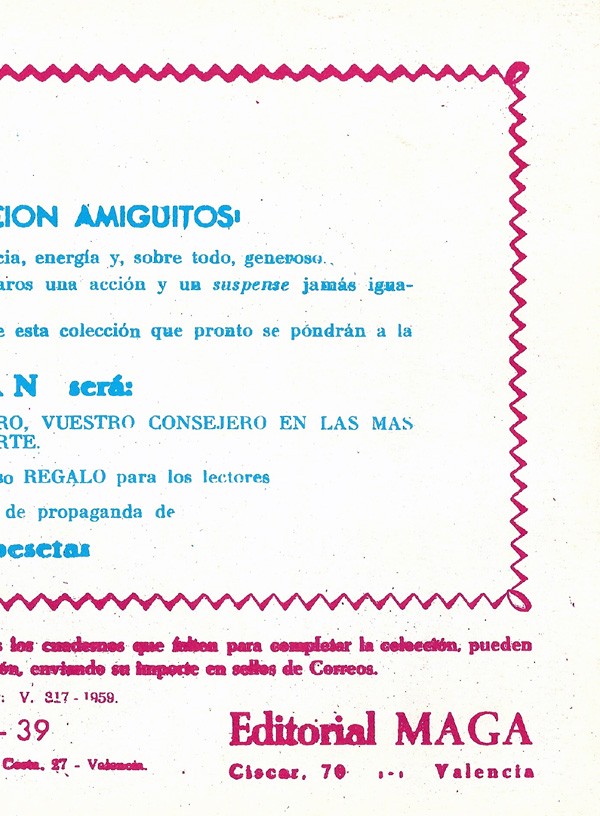 CION AMIGUITOS!
cia, energía y, sobre todo, generoso..
aros una acción y un suspense jamás igua-
e esta colección que pronto se pondrán a la
AN será:
RO, VUESTRO CONSEJERO EN LAS MAS
RTE.
so REGALO para los lectores
de propaganda de
pesetas
s los cuadernos que falten para completar la colección, pueden
ón, enviando su importe en sellos de Correos.
: V. 317 - 1959.
- 39
Editorial MAGA
Costa, 27 - Valencia.
Ciscar, 70 :-: Valencia